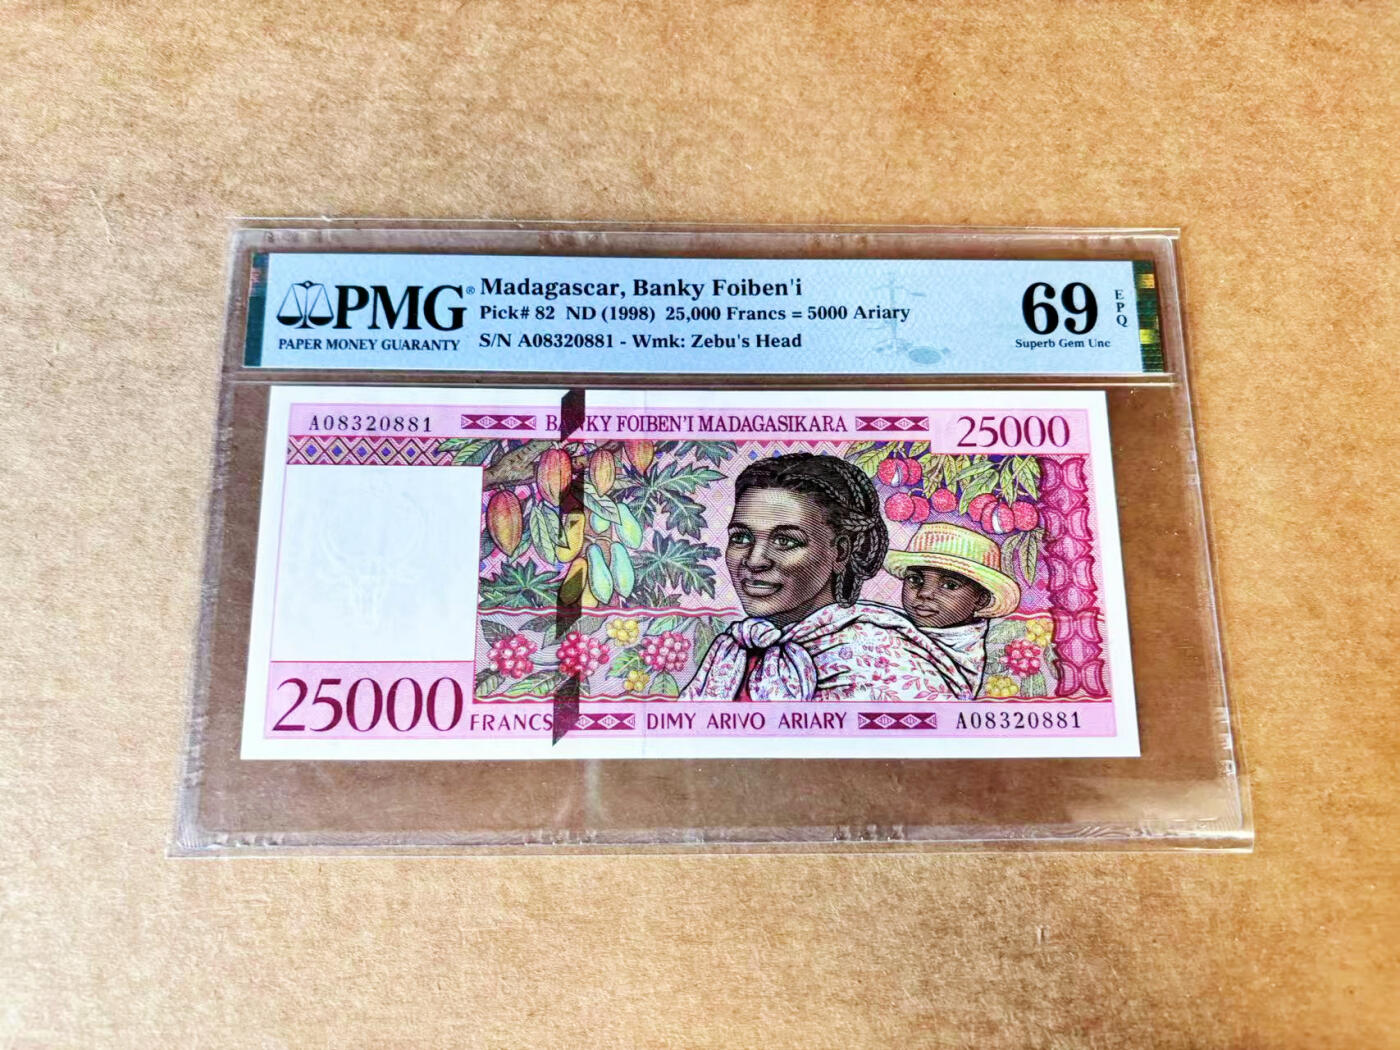 PMG®
PAPER MONEY GUARANTY
Madagascar, Banky Foiben'i
Pick# 82 ND (1998) 25,000 Francs = 5000 Ariary
S/N A08320881 - Wmk: Zebu's Head
69
EPQ
Superb Gem Unc
A08320881
BANKY FOIBEN'I MADAGASIKARA
25000
25000 FRANCS
DIMY ARIVO ARIARY
A08320881